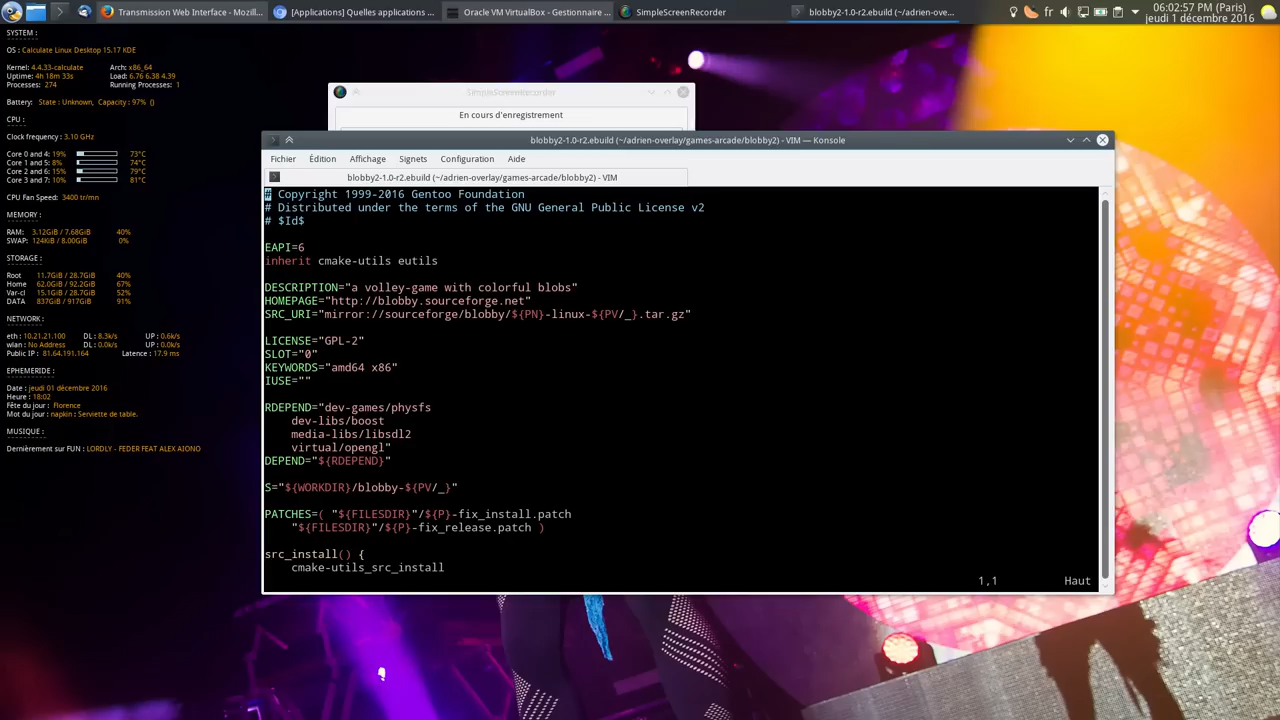 Transmission Web Interface - Mozill...
[Applications] Quelles applications ...
Oracle VM VirtualBox - Gestionnaire ...
SimpleScreenRecorder
blobby2-1.0-r2.ebuild (~/adrien-ove...
fr
06:02:57 PM (Paris)
jeudi 1 décembre 2016
SYSTEM :
OS : Calculate Linux Desktop 15.17 KDE
Kernel: 4.4.33-calculate Arch: x86_64
Uptime: 4h 18m 33s Load: 6.76 6.38 4.39
Processes: 274 Running Processes: 1
Battery: State : Unknown, Capacity : 97% ()
CPU :
Clock frequency : 3.10 GHz
Core 0 and 4: 19% 73°C
Core 1 and 5: 8% 74°C
Core 2 and 6: 15% 79°C
Core 3 and 7: 10% 81°C
CPU Fan Speed: 3400 tr/mn
MEMORY :
RAM: 3.12GiB / 7.68GiB 40%
SWAP: 124KiB / 8.00GiB 0%
STORAGE :
Root 11.7GiB / 28.7GiB 40%
Home 62.0GiB / 92.2GiB 67%
Var-cl 15.1GiB / 28.7GiB 52%
DATA 837GiB / 917GiB 91%
NETWORK :
eth : 10.21.21.100 DL : 8.3k/s UP : 0.6k/s
wlan : No Address DL : 0.0k/s UP : 0.0k/s
Public IP : 81.64.191.164 Latence : 17.9 ms
EPHEMERIDE :
Date : jeudi 01 décembre 2016
Heure : 18:02
Fête du jour : Florence
Mot du jour : napkin : Serviette de table.
MUSIQUE :
Dernièrement sur FUN : LORDLY - FEDER FEAT ALEX AIONO
SimpleScreenRecorder
En cours d'enregistrement
blobby2-1.0-r2.ebuild (~/adrien-overlay/games-arcade/blobby2) - VIM — Konsole
Fichier Édition Affichage Signets Configuration Aide
blobby2-1.0-r2.ebuild (~/adrien-overlay/games-arcade/blobby2) - VIM
# Copyright 1999-2016 Gentoo Foundation
# Distributed under the terms of the GNU General Public License v2
# $Id$
EAPI=6
inherit cmake-utils eutils
DESCRIPTION="a volley-game with colorful blobs"
HOMEPAGE="http://blobby.sourceforge.net"
SRC_URI="mirror://sourceforge/blobby/${PN}-linux-${PV/_}.tar.gz"
LICENSE="GPL-2"
SLOT="0"
KEYWORDS="amd64 x86"
IUSE=""
RDEPEND="dev-games/physfs
dev-libs/boost
media-libs/libsdl2
virtual/opengl"
DEPEND="${RDEPEND}"
S="${WORKDIR}/blobby-${PV/_}"
PATCHES=( "${FILESDIR}"/${P}-fix_install.patch
"${FILESDIR}"/${P}-fix_release.patch )
src_install() {
cmake-utils_src_install
1,1 Haut